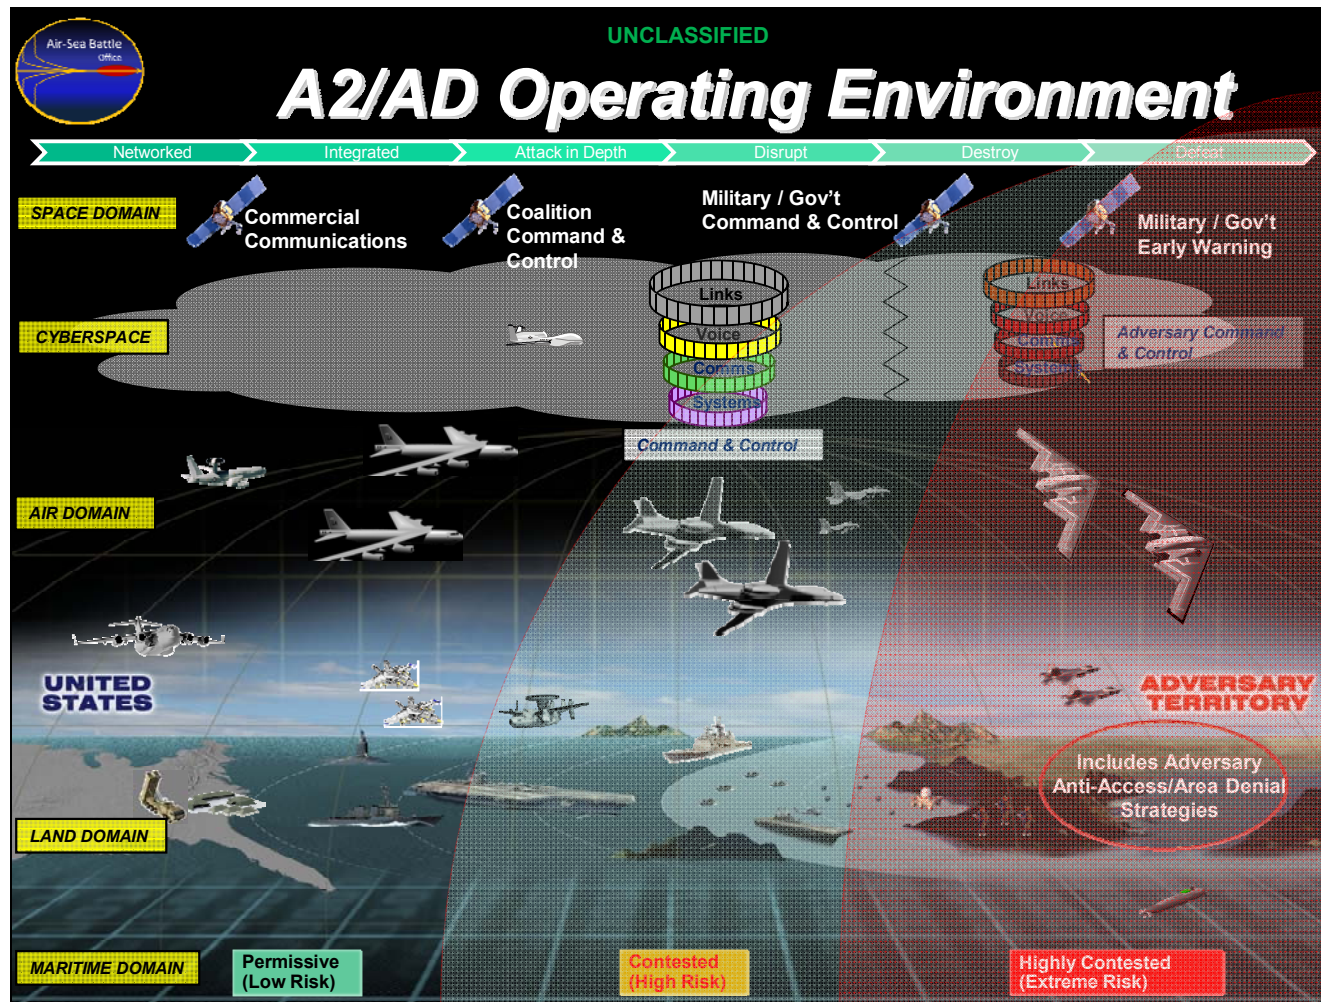 Air-Sea Battle
Office
UNCLASSIFIED
A2/AD Operating Environment
Networked
Integrated
Attack in Depth
Disrupt
Destroy
Defeat
SPACE DOMAIN
Commercial
Communications
Coalition
Command &
Control
Military / Gov't
Command & Control
Military / Gov't
Early Warning
CYBERSPACE
Links
Voice
Comms
Systems
Command & Control
Links
Voice
Comms
Systems
Adversary Command
& Control
AIR DOMAIN
UNITED
STATES
ADVERSARY
TERRITORY
Includes Adversary
Anti-Access/Area Denial
Strategies
LAND DOMAIN
MARITIME DOMAIN
Permissive
(Low Risk)
Contested
(High Risk)
Highly Contested
(Extreme Risk)